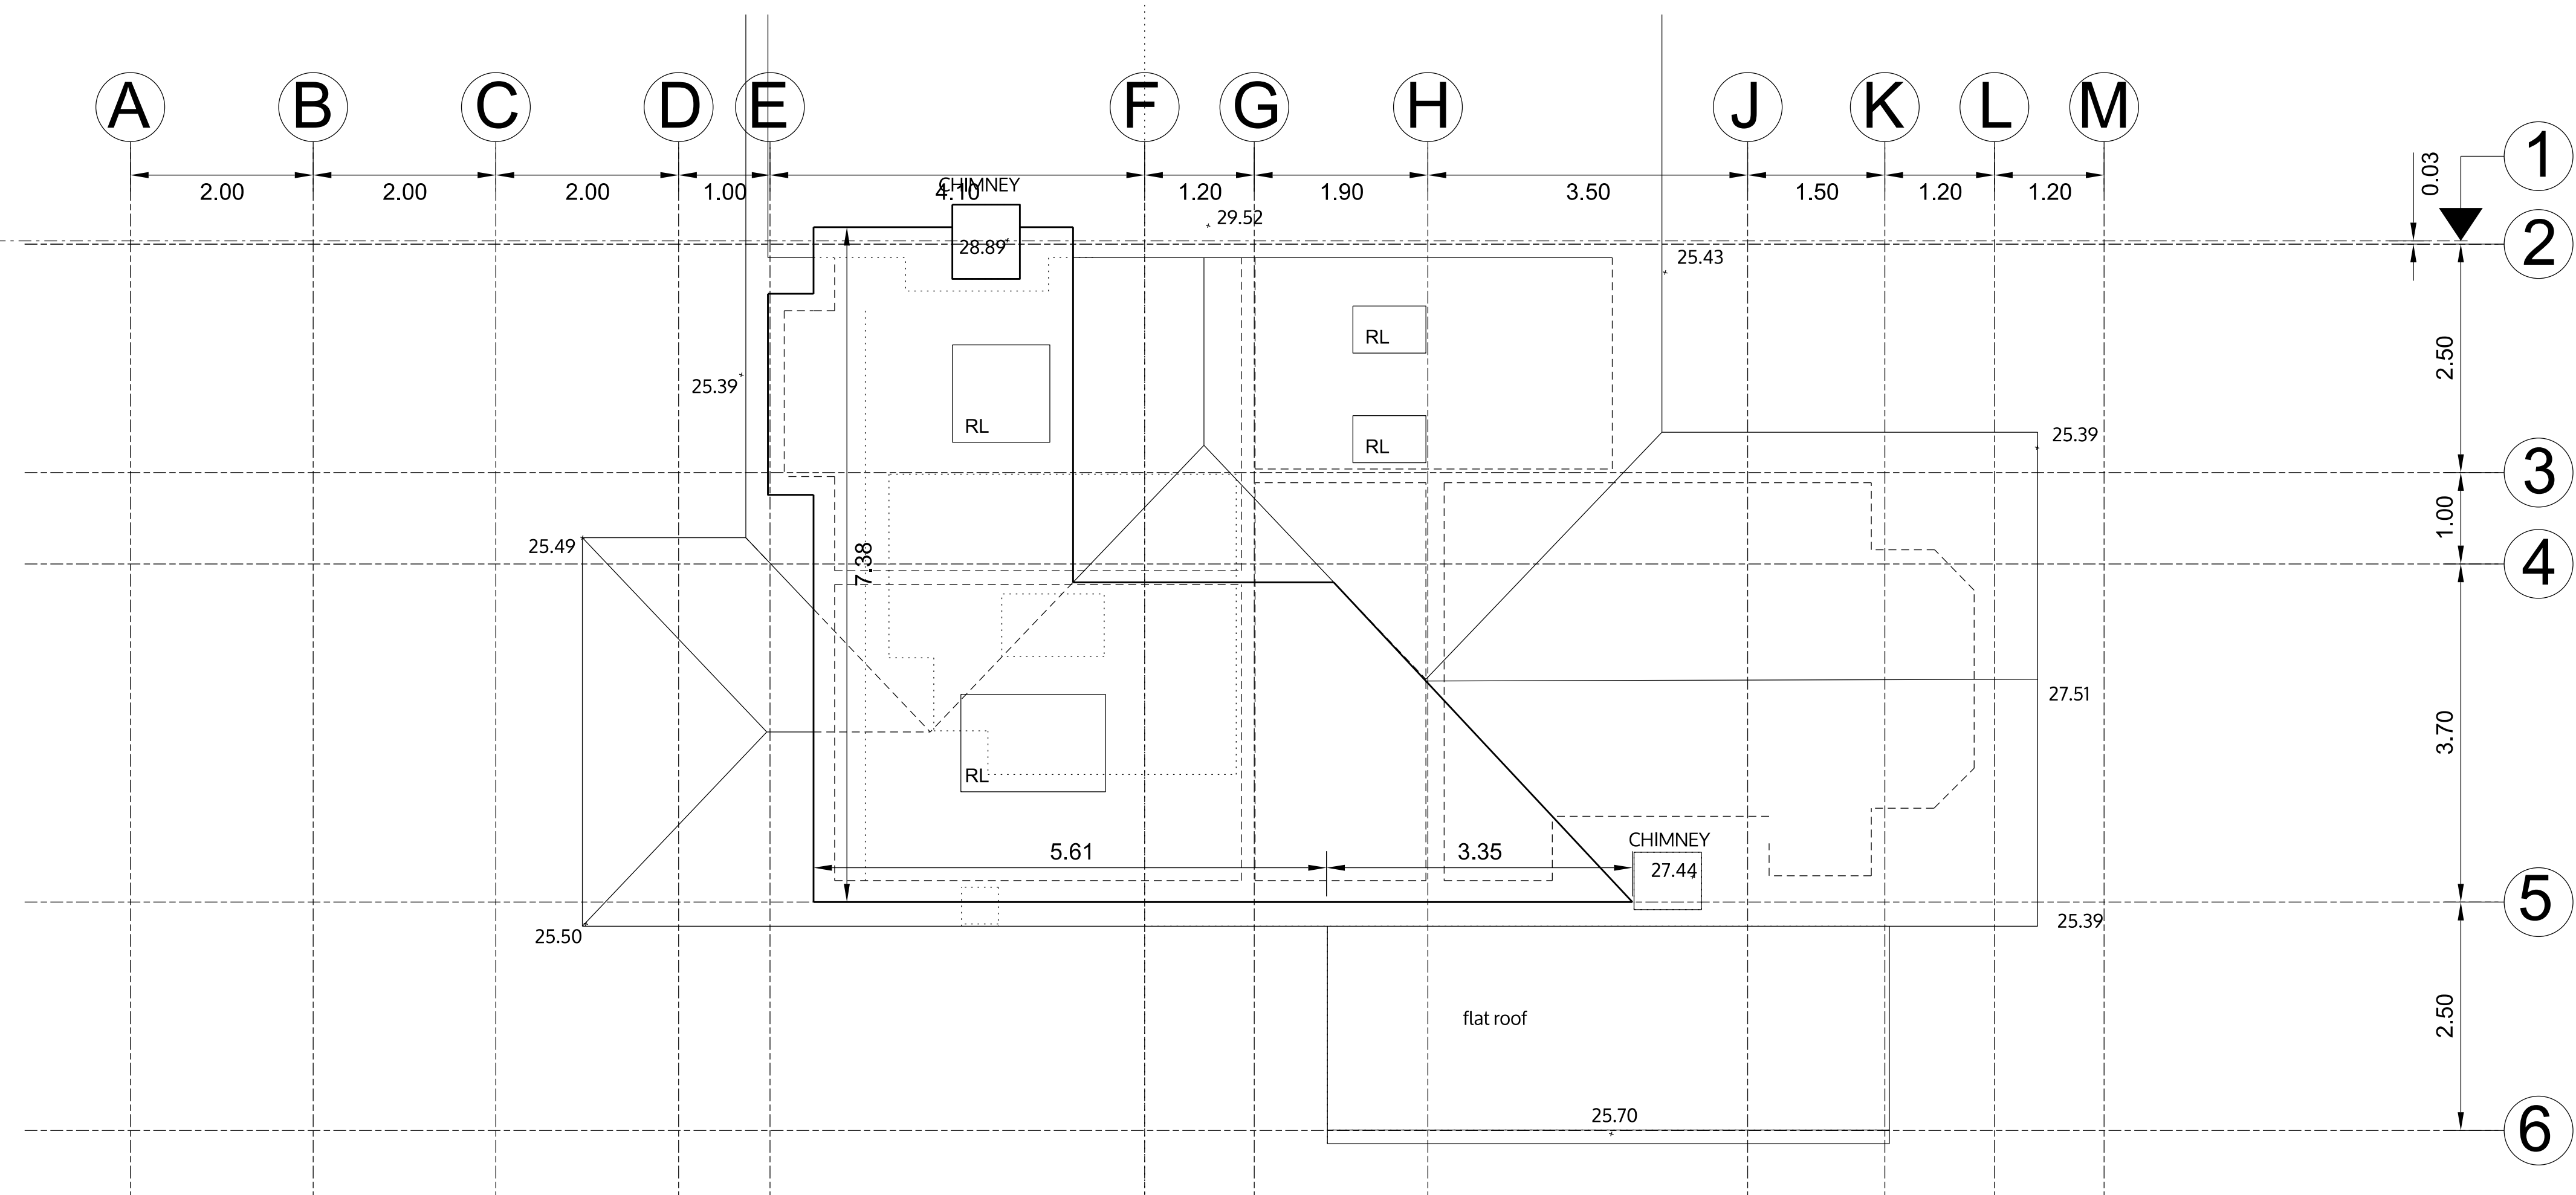 A B C D E F G H J K L M
1
2.00 2.00 2.00 1.00 4.10 1.20 1.90 3.50 1.50 1.20 1.20
0.03
CHIMNEY
29.52
28.89
25.43
2
RL
2.50
25.39
RL
RL
25.39
3
1.00
25.49
7.38
4
27.51
3.70
RL
5.61
3.35
CHIMNEY
27.44
5
25.50
25.39
flat roof
2.50
25.70
6